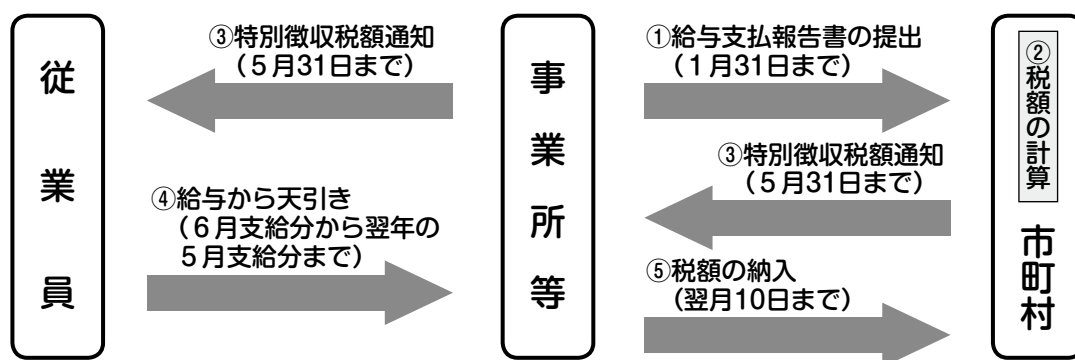 従業員
③特別徴収税額通知
（５月31日まで）
④給与から天引き
（６月支給分から翌年の
５月支給分まで）
事業所等
①給与支払報告書の提出
（１月31日まで）
③特別徴収税額通知
（５月31日まで）
⑤税額の納入
（翌月10日まで）
②税額の計算
市町村